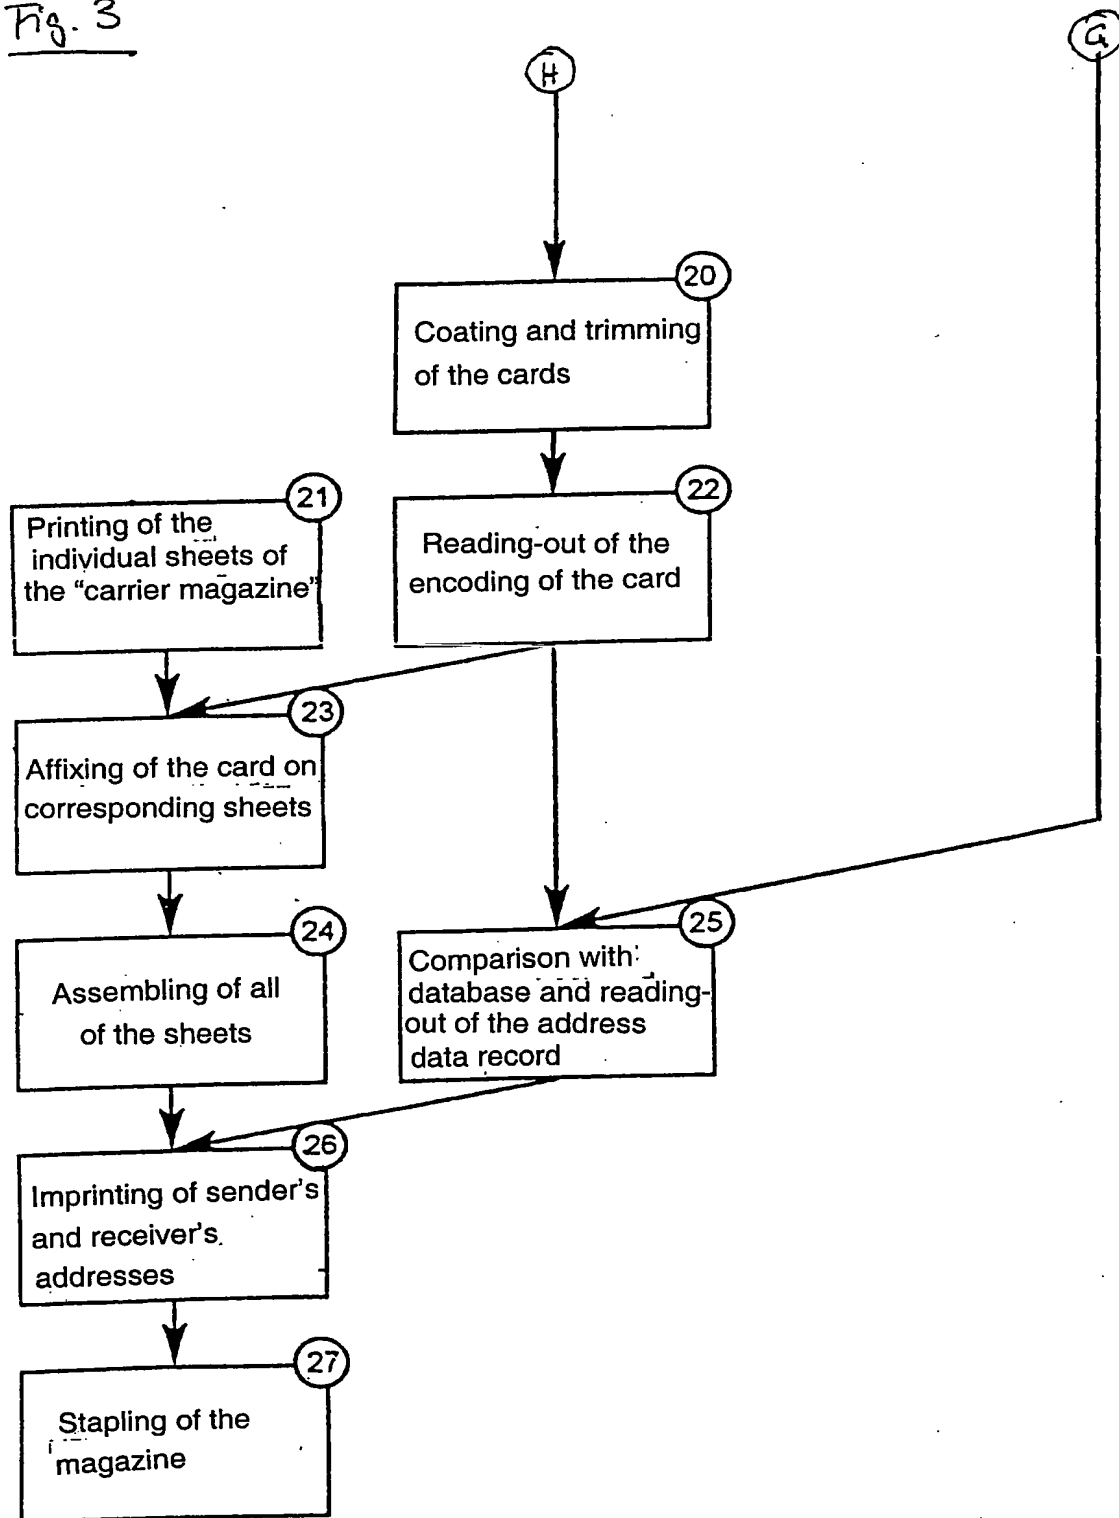 Fig. 3
H
G
20
Coating and trimming
of the cards
21
Printing of the
individual sheets of
the “carrier magazine”
22
Reading-out of the
encoding of the card
23
Affixing of the card on
corresponding sheets
24
Assembling of all
of the sheets
25
Comparison with
database and reading-
out of the address
data record
26
Imprinting of sender's
and receiver's
addresses
27
Stapling of the
magazine